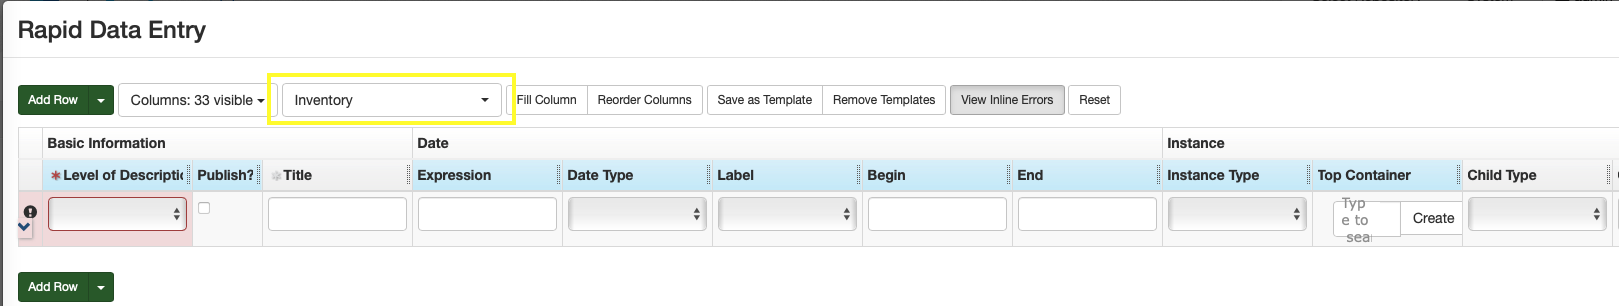 Rapid Data Entry
Add Row Columns: 33 visible Inventory Fill Column Reorder Columns Save as Template Remove Templates View Inline Errors Reset
Basic Information Date Instance
*Level of Descriptio Publish? *Title Expression Date Type Label Begin End Instance Type Top Container Child Type
Typ
e to Create
sea
Add Row